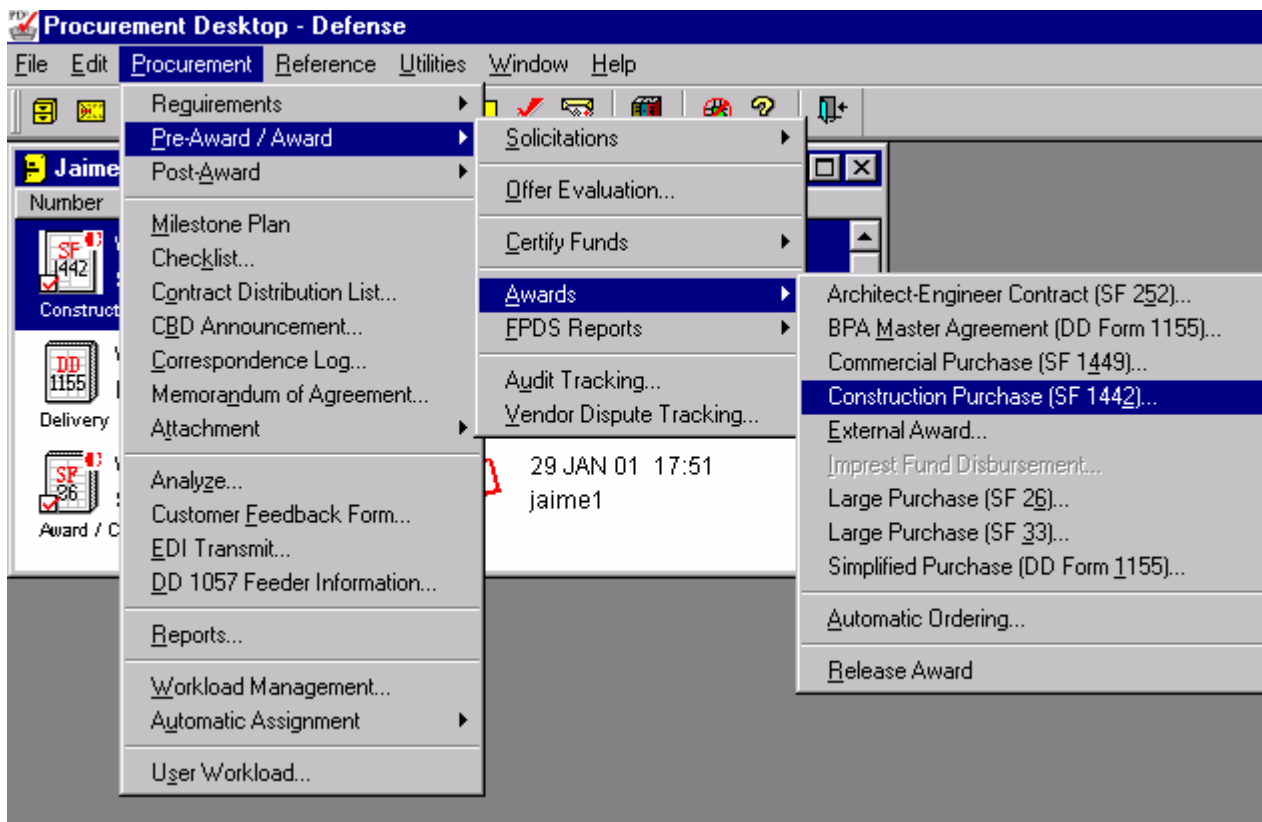 Procurement Desktop - Defense
File Edit Procurement Reference Utilities Window Help
Requirements
Pre-Award / Award
Post-Award
Milestone Plan
Checklist...
Contract Distribution List...
CBD Announcement...
Correspondence Log...
Memorandum of Agreement...
Attachment
Analyze...
Customer Feedback Form...
EDI Transmit...
DD 1057 Feeder Information...
Reports...
Workload Management...
Automatic Assignment
User Workload...
Solicitations
Offer Evaluation...
Certify Funds
Awards
FPDS Reports
Audit Tracking...
Vendor Dispute Tracking...
Architect-Engineer Contract (SF 252)...
BPA Master Agreement (DD Form 1155)...
Commercial Purchase (SF 1449)...
Construction Purchase (SF 1442)...
External Award...
Imprest Fund Disbursement...
Large Purchase (SF 26)...
Large Purchase (SF 33)...
Simplified Purchase (DD Form 1155)...
Automatic Ordering...
Release Award
Jaime
Number
SF
1442
Construct
DD
1155
Delivery
SF
26
Award / C
29 JAN 01 17:51
jaime1